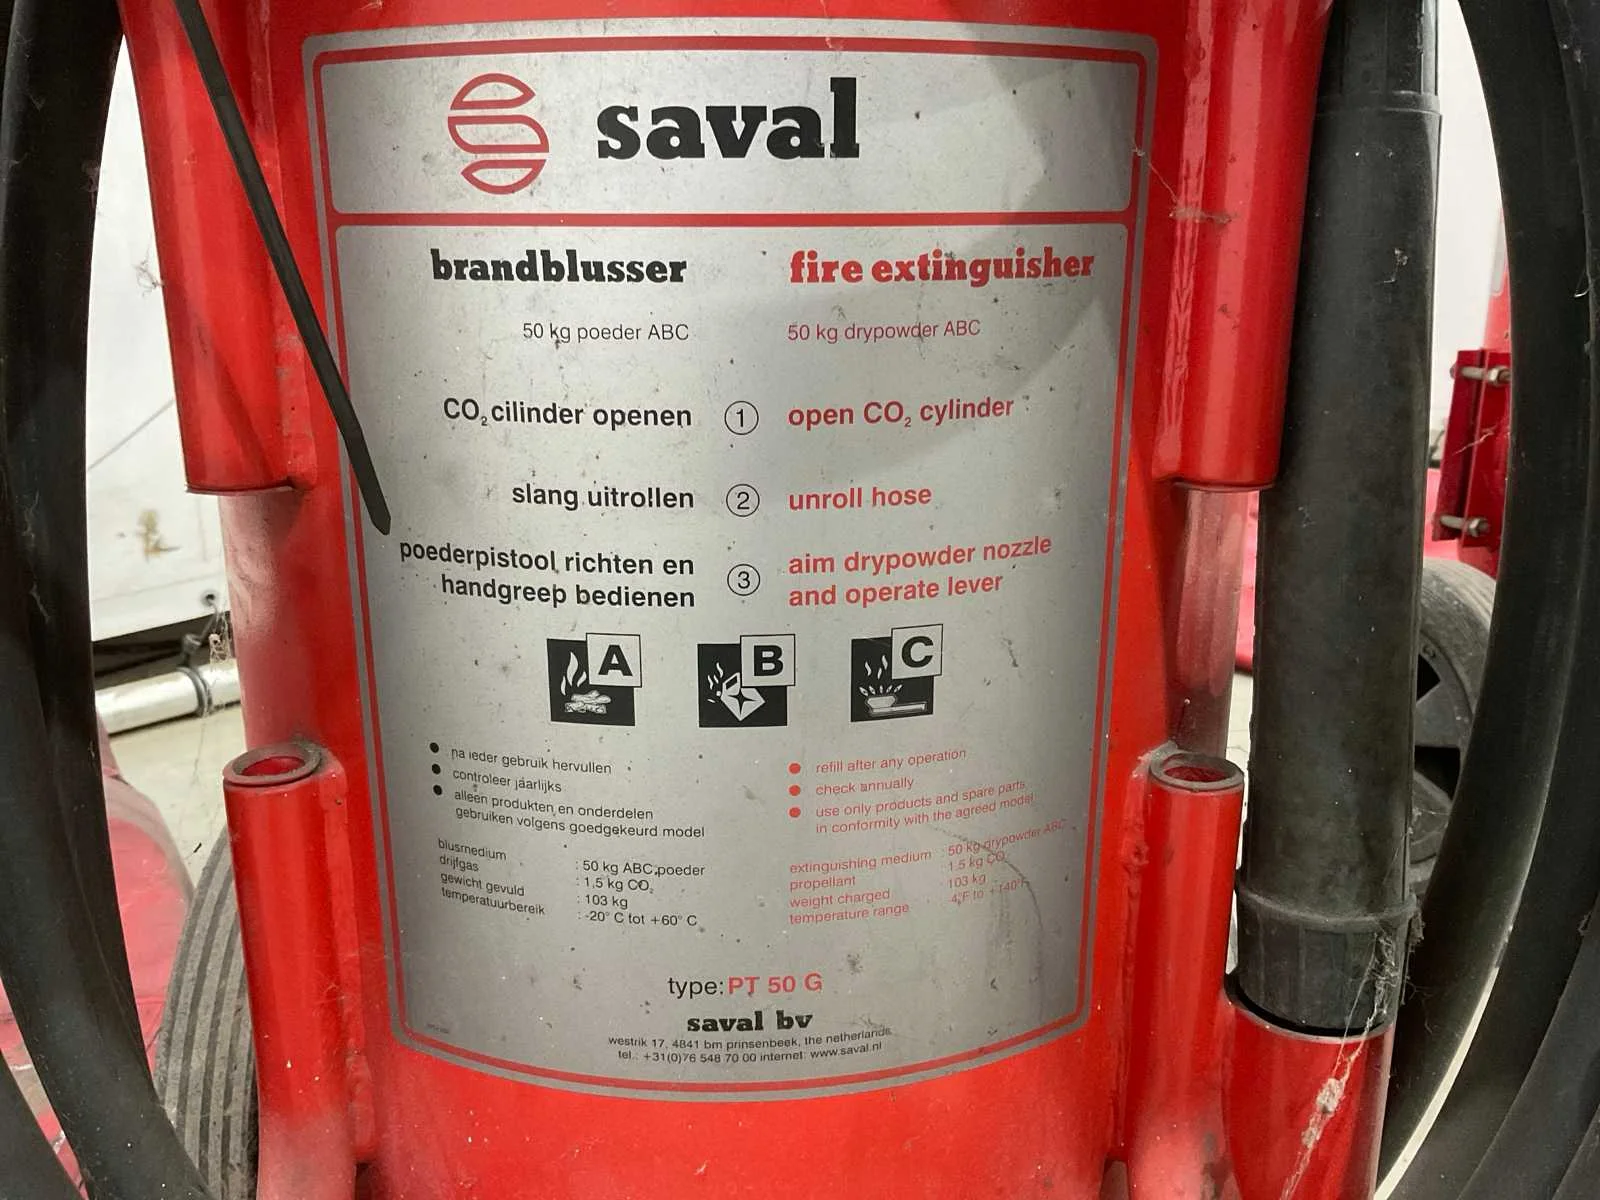 saval
brandblusser
fire extinguisher
50 kg poeder ABC
50 kg drypowder ABC
CO₂ cilinder openen
1
open CO₂ cylinder
slang uitrollen
2
unroll hose
poederpistool richten en
handgreep bedienen
3
aim drypowder nozzle
and operate lever
A
B
C
● na ieder gebruik hervullen
● controleer jaarlijks
● alleen produkten en onderdelen
gebruiken volgens goedgekeurd model
● refill after any operation
● check annually
● use only products and spare parts
in conformity with the agreed model
blusmedium : 50 kg ABC poeder
drijfgas : 1,5 kg CO₂
gewicht gevuld : 103 kg
temperatuurbereik : -20° C tot +60° C
extinguishing medium : 50 kg drypowder ABC
propellant : 1.5 kg CO₂
weight charged 103 kg
temperature range 4°F to +140°F
type: PT 50 G
saval bv
westrik 17, 4841 bm prinsenbeek, the netherlands
tel.: +31(0)76 548 70 00 internet: www.saval.nl